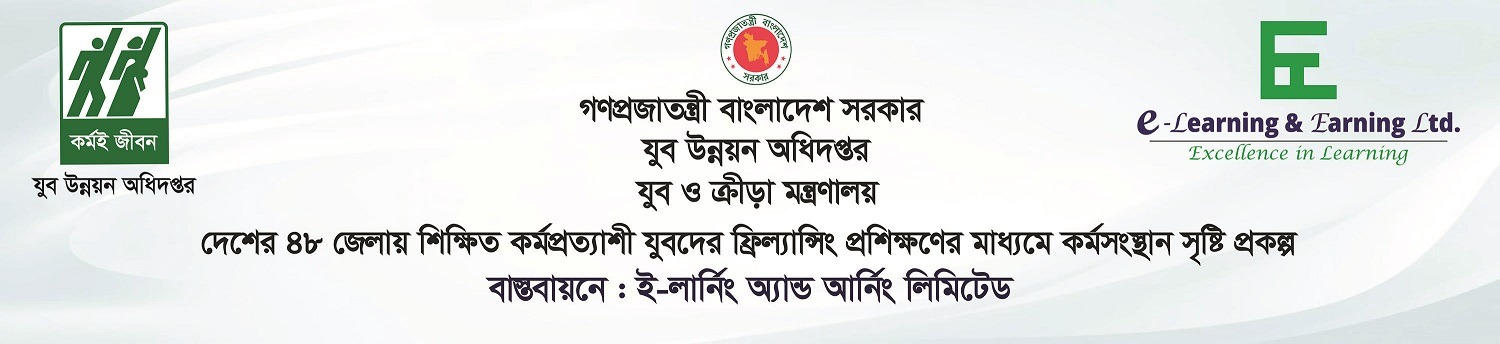 কর্মই জীবন
যুব উন্নয়ন অধিদপ্তর
গণপ্রজাতন্ত্রী বাংলাদেশ
সরকার
গণপ্রজাতন্ত্রী বাংলাদেশ সরকার
যুব উন্নয়ন অধিদপ্তর
যুব ও ক্রীড়া মন্ত্রণালয়
দেশের ৪৮ জেলায় শিক্ষিত কর্মপ্রত্যাশী যুবদের ফ্রিল্যান্সিং প্রশিক্ষণের মাধ্যমে কর্মসংস্থান সৃষ্টি প্রকল্প
বাস্তবায়নে : ই-লার্নিং অ্যান্ড আর্নিং লিমিটেড
e-Learning & Earning Ltd.
Excellence in Learning